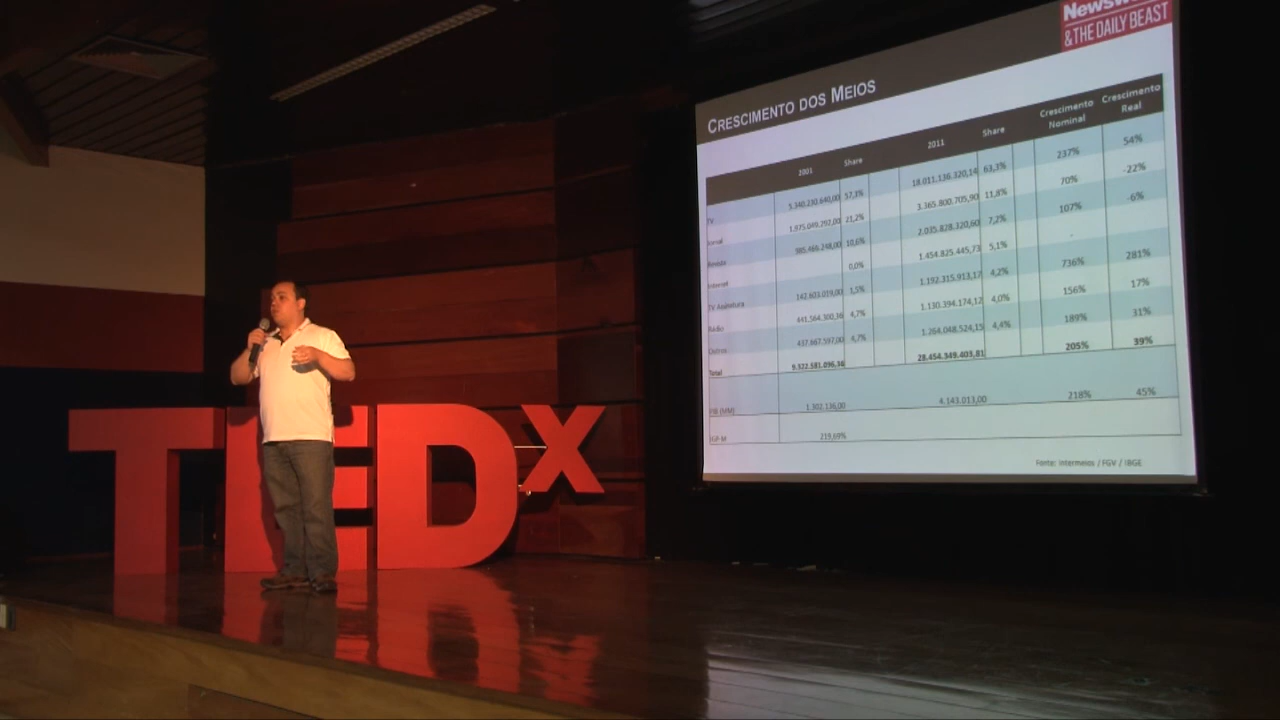 Newsw
& THE DAILY BEAST
CRESCIMENTO DOS MEIOS
2001 Share 2011 Share Crescimento Nominal Crescimento Real
TV 5.340.230.640,00 57,3% 18.011.136.320,14 63,3% 237% 54%
Jornal 1.975.049.292,00 21,2% 3.365.800.705,90 11,8% 70% -22%
Revista 985.466.248,00 10,6% 2.035.828.320,60 7,2% 107% -6%
Internet 0,0% 1.454.825.445,73 5,1% -
TV Assinatura 142.603.019,00 1,5% 1.192.315.913,17 4,2% 736% 281%
Rádio 441.564.300,36 4,7% 1.130.394.174,12 4,0% 156% 17%
Outros 437.667.597,00 4,7% 1.264.048.524,15 4,4% 189% 31%
Total 9.322.581.096,36 28.454.349.403,81 205% 39%
PIB (MM) 1.302.136,00 4.143.013,00 218% 45%
IGP-M 219,69%
Fonte: Intermeios / FGV / IBGE
TEDx